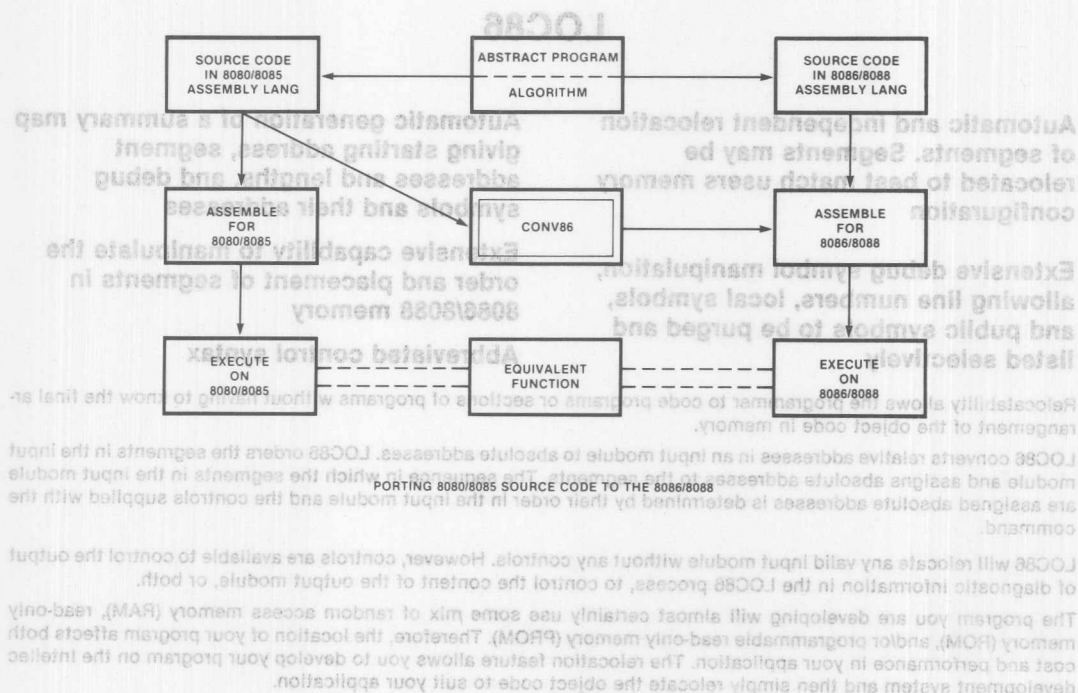 SOURCE CODE
IN 8080/8085
ASSEMBLY LANG
ABSTRACT PROGRAM
ALGORITHM
SOURCE CODE
IN 8086/8088
ASSEMBLY LANG
ASSEMBLE
FOR
8080/8085
CONV86
ASSEMBLE
FOR
8086/8088
EXECUTE
ON
8080/8085
EQUIVALENT
FUNCTION
EXECUTE
ON
8086/8088
PORTING 8080/8085 SOURCE CODE TO THE 8086/8088
LOC86
Automatic and independent relocation
of segments. Segments may be
relocated to best match users memory
configuration
Extensive debug symbol manipulation,
allowing line numbers, local symbols,
and public symbols to be purged and
listed selectively
Automatic generation of a summary map
giving starting address, segment
addresses and lengths, and debug
symbols and their addresses
Extensive capability to manipulate the
order and placement of segments in
8086/8088 memory
Abbreviated control syntax
Relocatability allows the programmer to code programs or sections of programs without having to know the final ar-
rangement of the object code in memory.
LOC86 converts relative addresses in an input module to absolute addresses. LOC86 orders the segments in the input
module and assigns absolute addresses to the segments. The sequence in which the segments in the input module
are assigned absolute addresses is determined by their order in the input module and the controls supplied with the
command.
LOC86 will relocate any valid input module without any controls. However, controls are available to control the output
of diagnostic information in the LOC86 process, to control the content of the output module, or both.
The program you are developing will almost certainly use some mix of random access memory (RAM), read-only
memory (ROM), and/or programmable read-only memory (PROM). Therefore, the location of your program affects both
cost and performance in your application. The relocation feature allows you to develop your program on the Intellec
development system and then simply relocate the object code to suit your application.